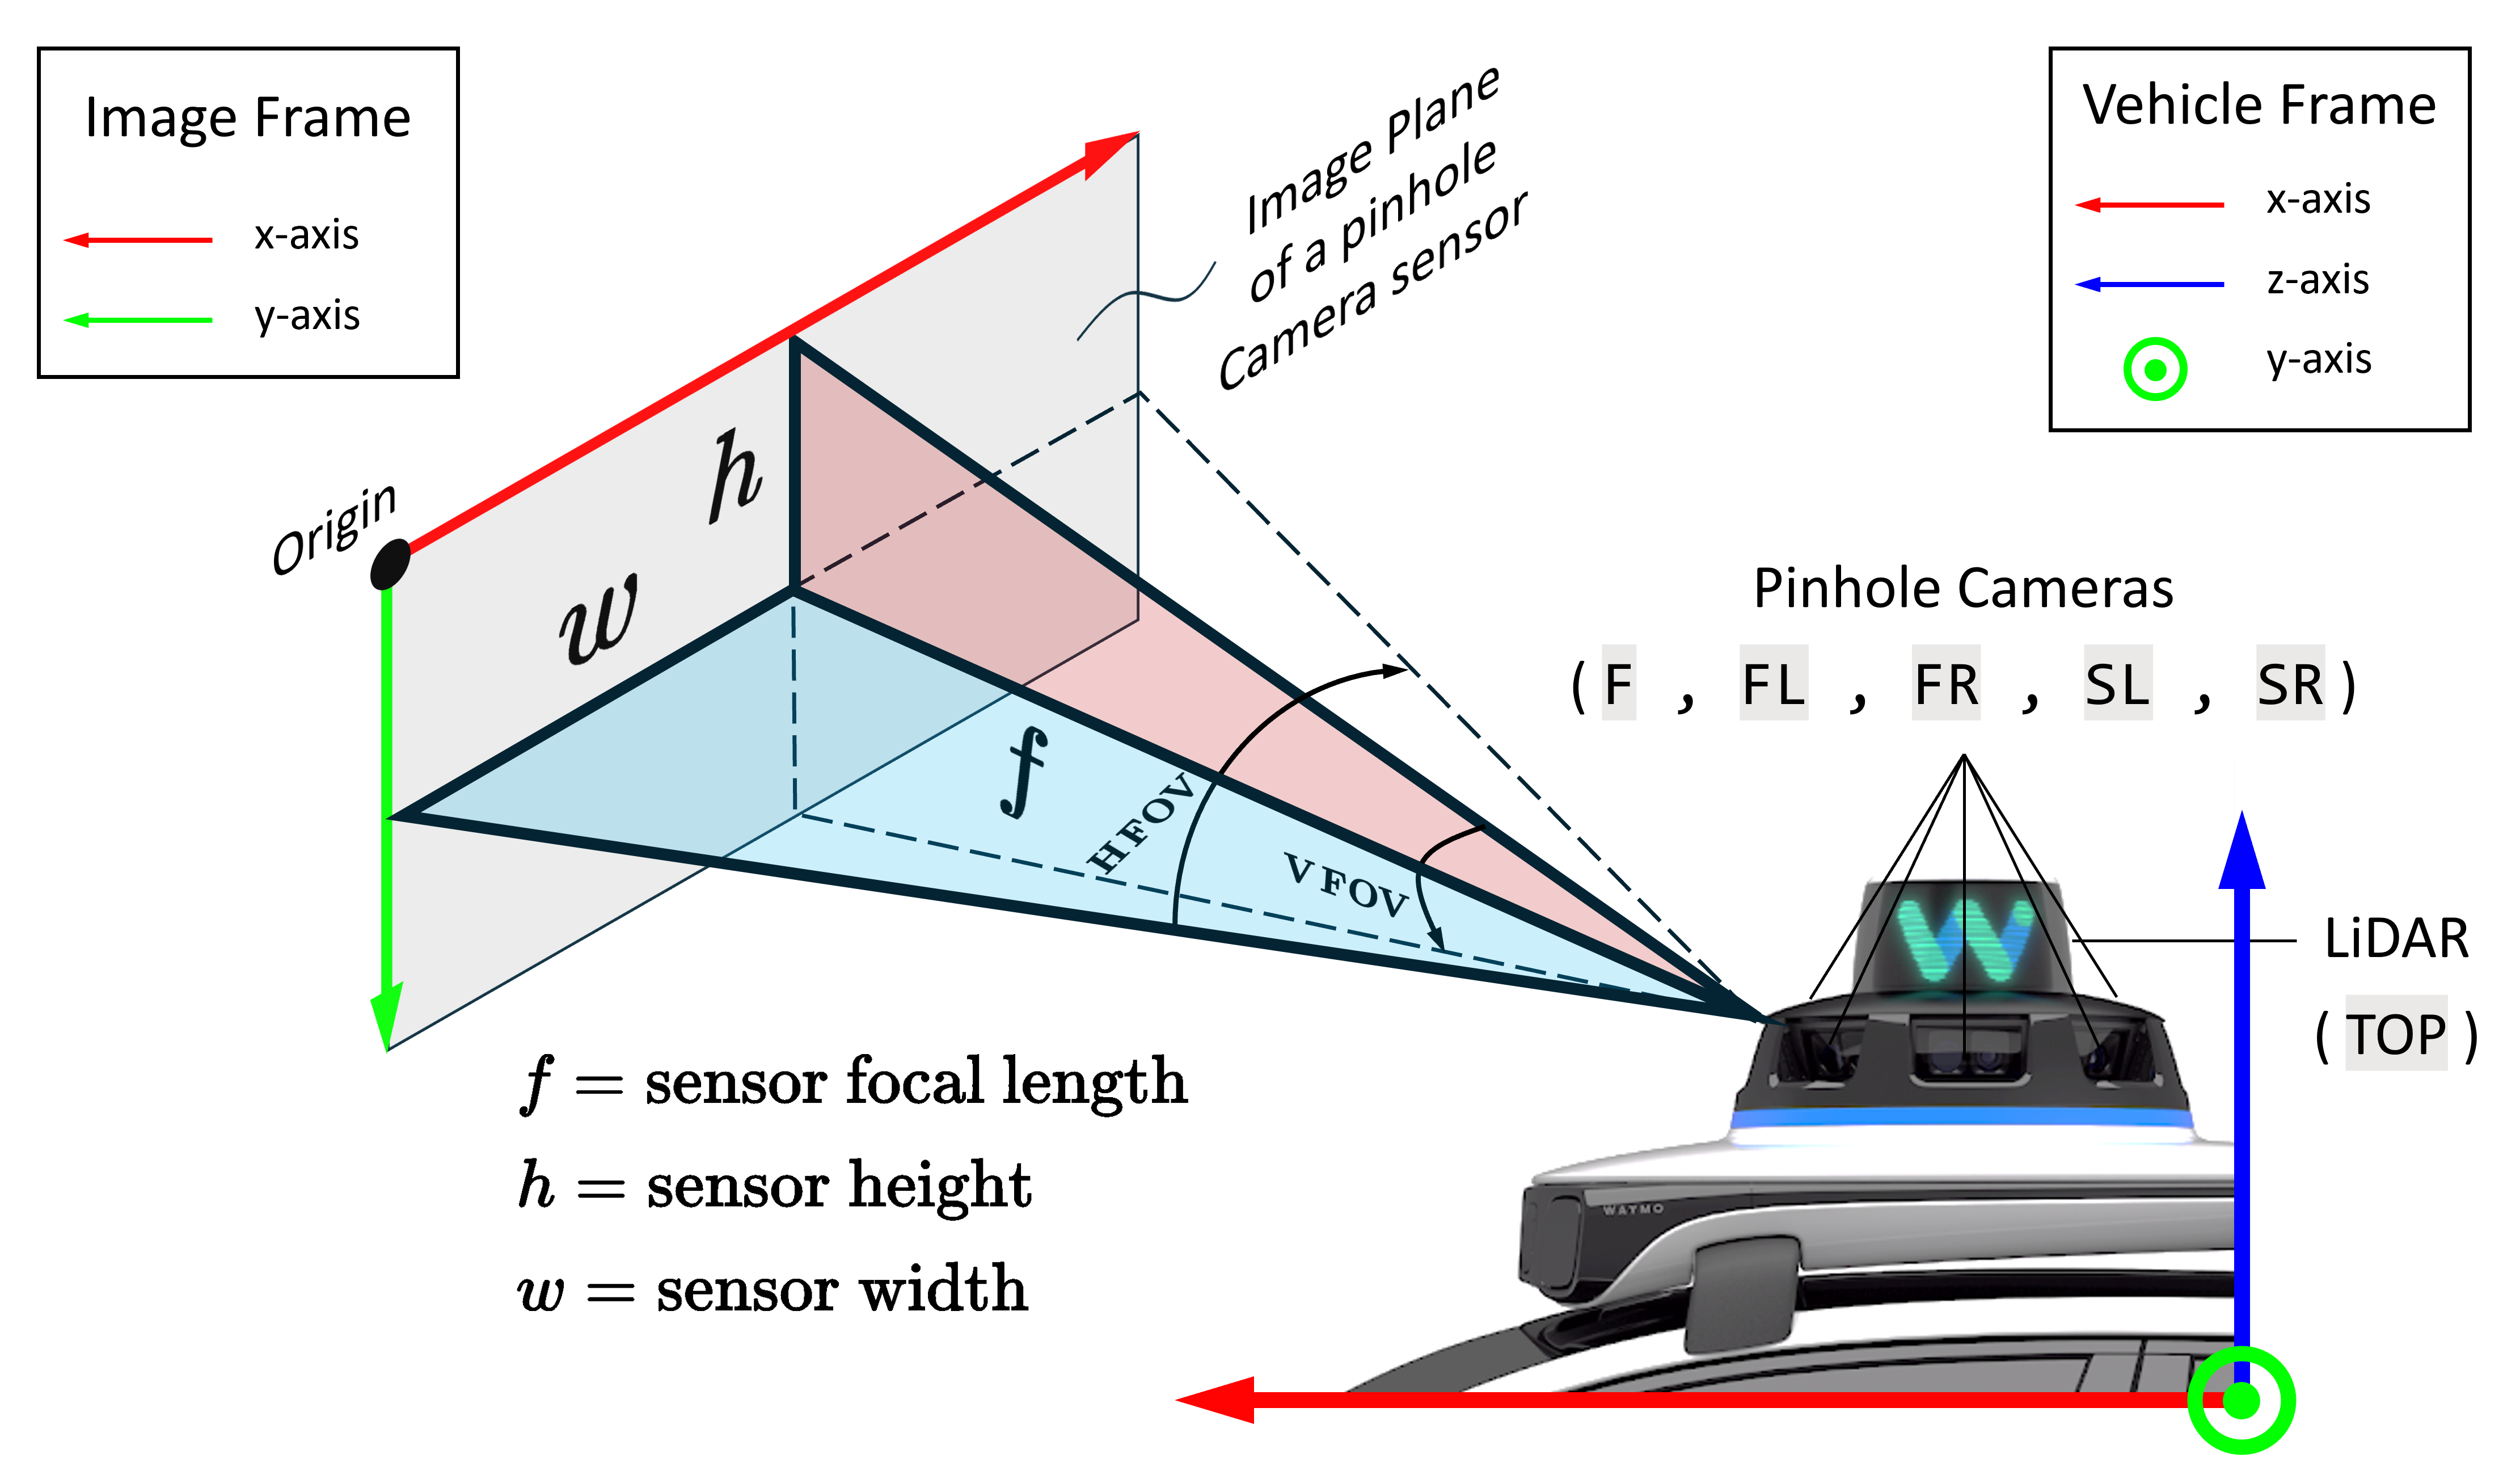 Image Frame
x-axis
y-axis
Image Plane
of a pinhole
Camera sensor
Vehicle Frame
x-axis
z-axis
y-axis
Origin
h
w
f
HFOV
VFOV
Pinhole Cameras
( F , FL , FR , SL , SR )
W
LiDAR
( TOP )
WAYMO
f = sensor focal length
h = sensor height
w = sensor width